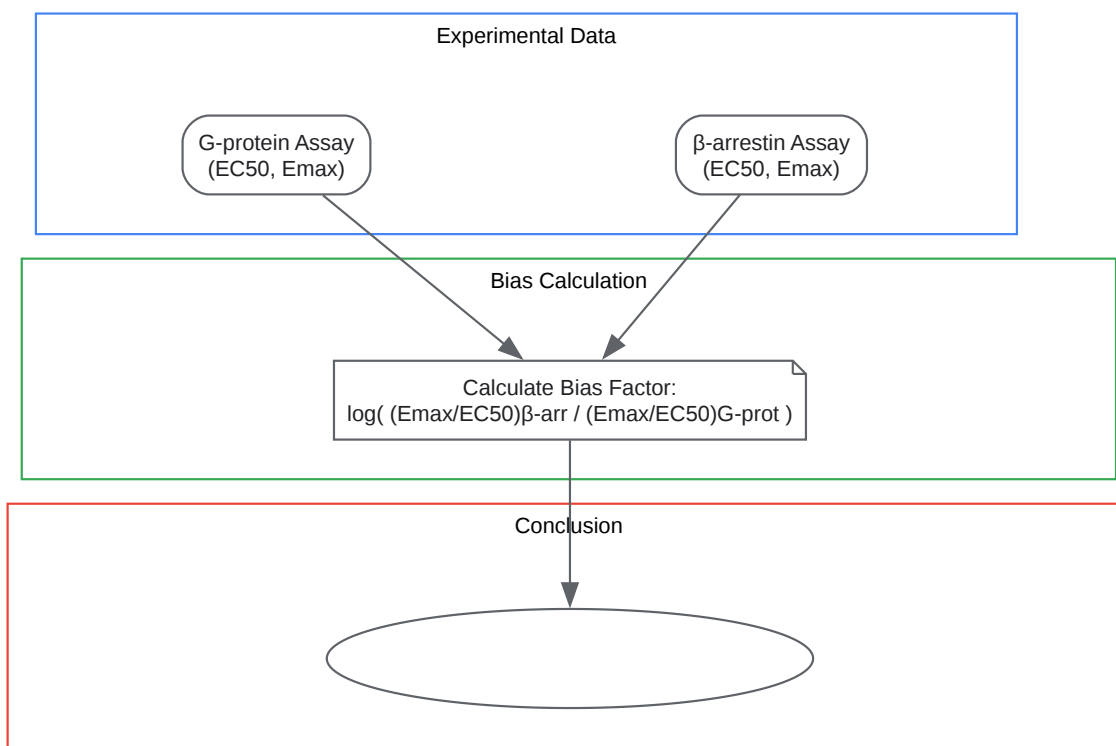 Experimental Data
G-protein Assay
(EC50, Emax)
β-arrestin Assay
(EC50, Emax)
Bias Calculation
Calculate Bias Factor:
log( (Emax/EC50)β-arr / (Emax/EC50)G-prot )
Conclusion